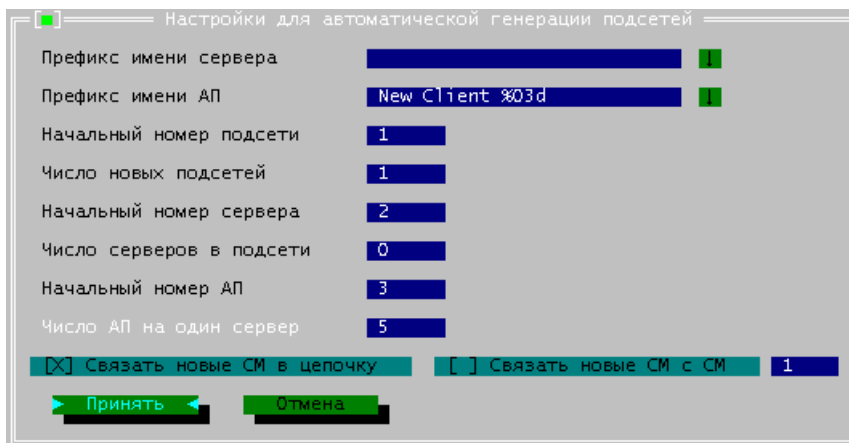 [■] Настройки для автоматической генерации подсетей
Префикс имени сервера ↓
Префикс имени АП New Client %03d ↓
Начальный номер подсети 1
Число новых подсетей 1
Начальный номер сервера 2
Число серверов в подсети 0
Начальный номер АП 3
Число АП на один сервер 5
[X] Связать новые СМ в цепочку [ ] Связать новые СМ с СМ 1
► Принять ◄ Отмена